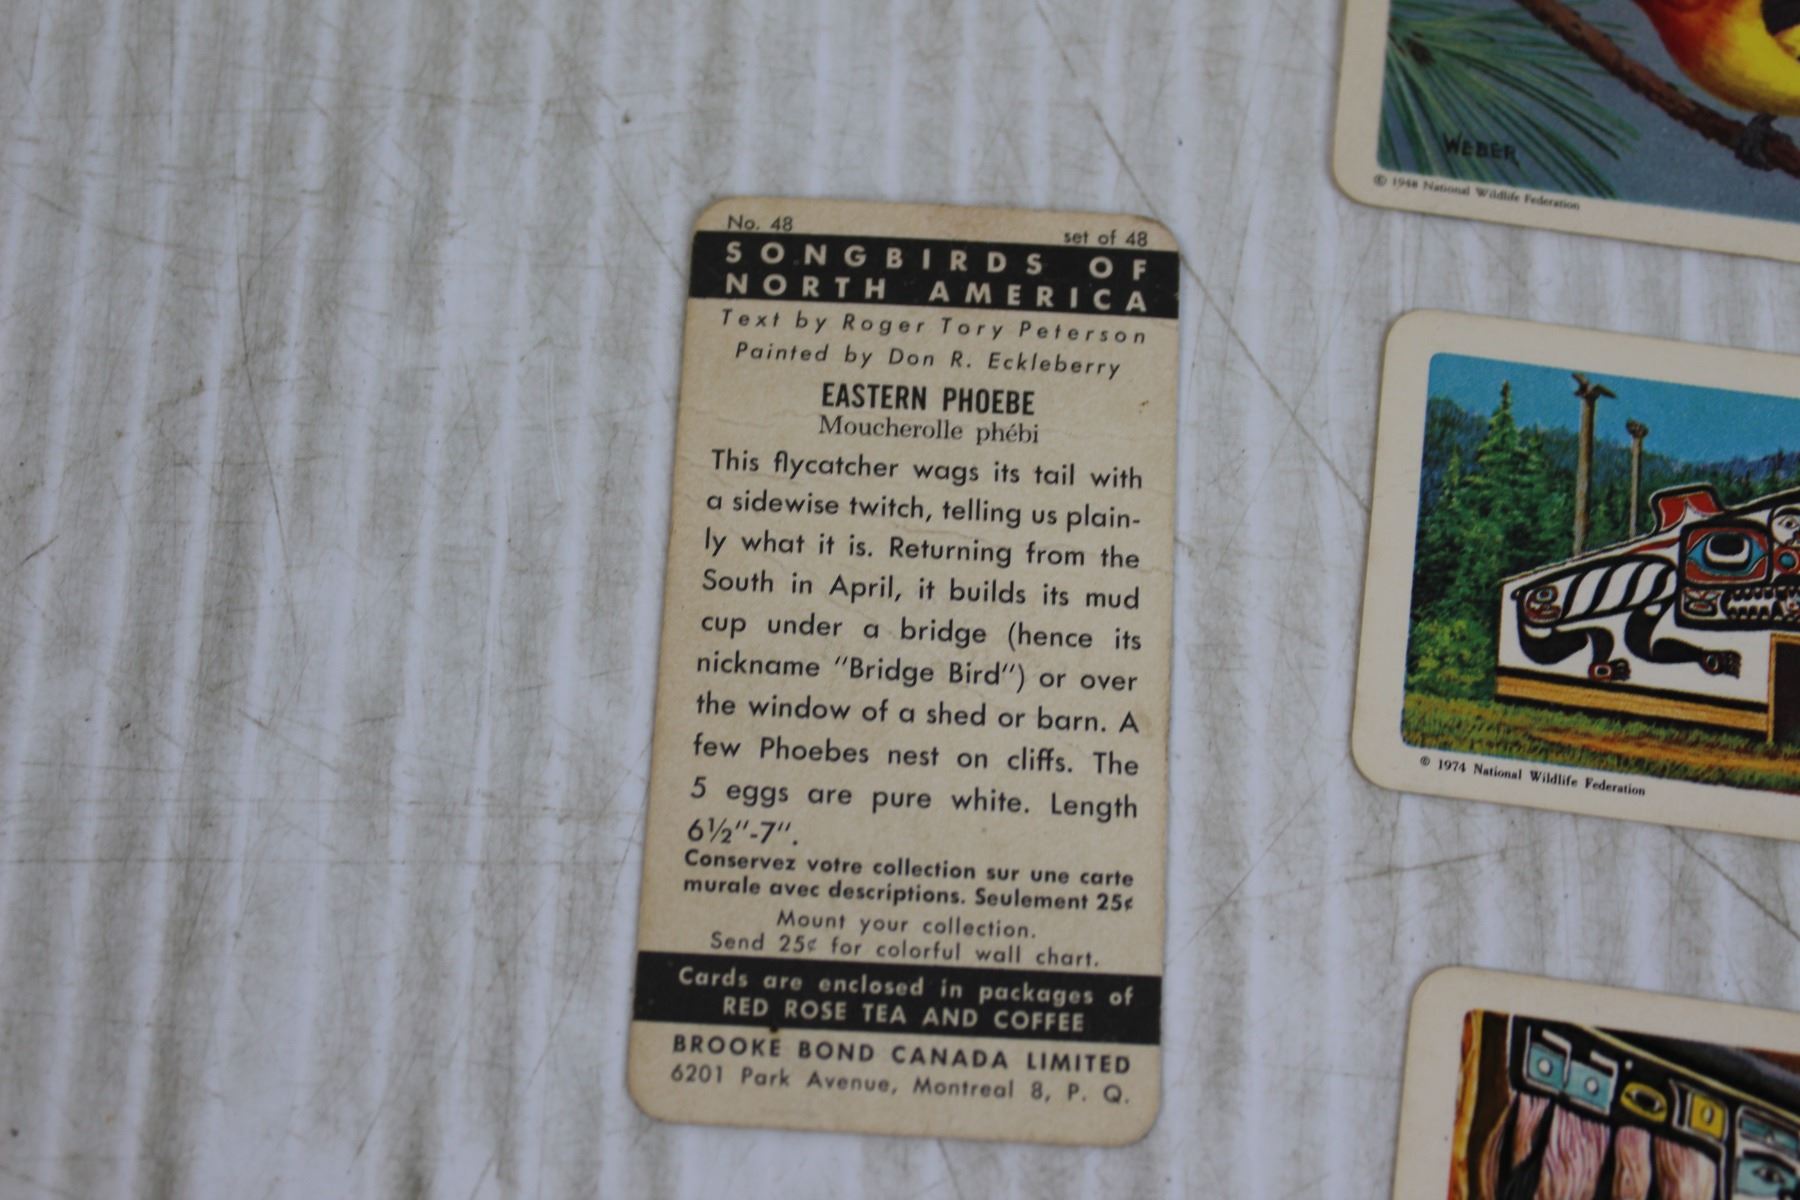 No. 48
set of 48
SONGBIRDS OF
NORTH AMERICA
Text by Roger Tory Peterson
Painted by Don R. Eckleberry
EASTERN PHOEBE
Moucherolle phébi
This flycatcher wags its tail with
a sidewise twitch, telling us plain-
ly what it is. Returning from the
South in April, it builds its mud
cup under a bridge (hence its
nickname "Bridge Bird") or over
the window of a shed or barn. A
few Phoebes nest on cliffs. The
5 eggs are pure white. Length
6½"-7".
Conservez votre collection sur une carte
murale avec descriptions. Seulement 25¢
Mount your collection.
Send 25¢ for colorful wall chart.
Cards are enclosed in packages of
RED ROSE TEA AND COFFEE
BROOKE BOND CANADA LIMITED
6201 Park Avenue, Montreal 8, P. Q.
WEBER
© 1948 National Wildlife Federation
© 1974 National Wildlife Federation